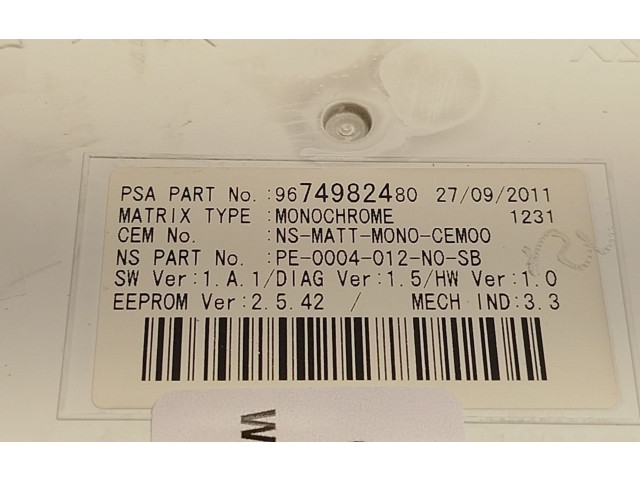 PSA PART No. :9674982480 27/09/2011
MATRIX TYPE :MONOCHROME 1231
CEM No. :NS-MATT-MONO-CEM00
NS PART No. :PE-0004-012-NO-SB
SW Ver:1.A.1/DIAG Ver:1.5/HW Ver:1.0
EEPROM Ver:2.5.42 / MECH IND:3.3
W